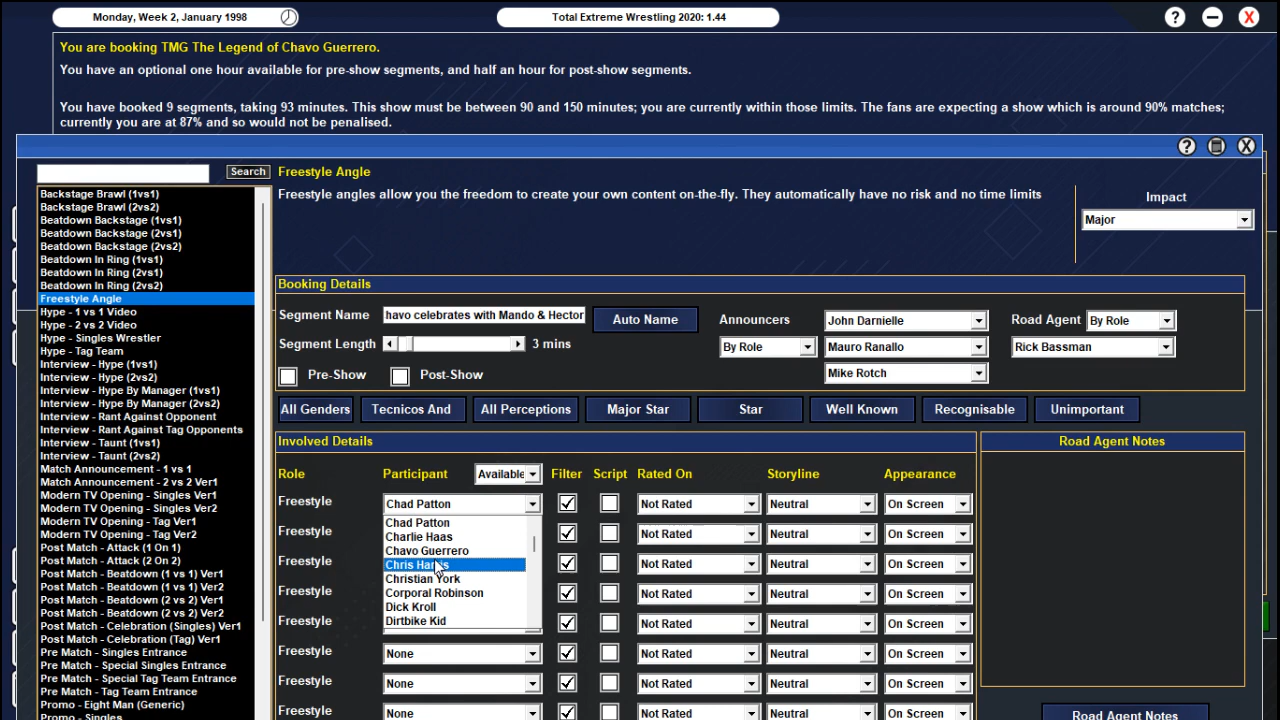 Monday, Week 2, January 1998
Total Extreme Wrestling 2020: 1.44
? X
You are booking TMG The Legend of Chavo Guerrero.
You have an optional one hour available for pre-show segments, and half an hour for post-show segments.
You have booked 9 segments, taking 93 minutes. This show must be between 90 and 150 minutes; you are currently within those limits. The fans are expecting a show which is around 90% matches;
currently you are at 87% and so would not be penalised.
? X
Search
Freestyle Angle
Freestyle angles allow you the freedom to create your own content on-the-fly. They automatically have no risk and no time limits
Impact
Major
Backstage Brawl (1vs1)
Backstage Brawl (2vs2)
Beatdown Backstage (1vs1)
Beatdown Backstage (2vs1)
Beatdown Backstage (2vs2)
Beatdown In Ring (1vs1)
Beatdown In Ring (2vs1)
Beatdown In Ring (2vs2)
Freestyle Angle
Hype - 1 vs 1 Video
Hype - 2 vs 2 Video
Hype - Singles Wrestler
Hype - Tag Team
Interview - Hype (1vs1)
Interview - Hype (2vs2)
Interview - Hype By Manager (1vs1)
Interview - Hype By Manager (2vs2)
Interview - Rant Against Opponent
Interview - Rant Against Tag Opponents
Interview - Taunt (1vs1)
Interview - Taunt (2vs2)
Match Announcement - 1 vs 1
Match Announcement - 2 vs 2 Ver1
Modern TV Opening - Singles Ver1
Modern TV Opening - Singles Ver2
Modern TV Opening - Tag Ver1
Modern TV Opening - Tag Ver2
Post Match - Attack (1 On 1)
Post Match - Attack (2 On 2)
Post Match - Beatdown (1 vs 1) Ver1
Post Match - Beatdown (1 vs 1) Ver2
Post Match - Beatdown (2 vs 2) Ver1
Post Match - Beatdown (2 vs 2) Ver2
Post Match - Celebration (Singles) Ver1
Post Match - Celebration (Tag) Ver1
Pre Match - Singles Entrance
Pre Match - Special Singles Entrance
Pre Match - Special Tag Team Entrance
Pre Match - Tag Team Entrance
Promo - Eight Man (Generic)
Promo - Singles
Booking Details
Segment Name havo celebrates with Mando & Hector Auto Name Announcers John Darnielle Road Agent By Role
Segment Length 3 mins By Role Mauro Ranallo Rick Bassman
Pre-Show Post-Show Mike Rotch
All Genders Tecnicos And All Perceptions Major Star Star Well Known Recognisable Unimportant
Involved Details Road Agent Notes
Role Participant Available Filter Script Rated On Storyline Appearance
Freestyle Chad Patton Not Rated Neutral On Screen
Chad Patton
Freestyle Charlie Haas Not Rated Neutral On Screen
Chavo Guerrero
Freestyle Chris Har Not Rated Neutral On Screen
Christian York
Freestyle Corporal Robinson Not Rated Neutral On Screen
Dick Kroll
Freestyle Dirtbike Kid Not Rated Neutral On Screen
Freestyle None Not Rated Neutral On Screen
Freestyle None Not Rated Neutral On Screen
Freestyle None Not Rated Neutral On Screen
Road Agent Notes